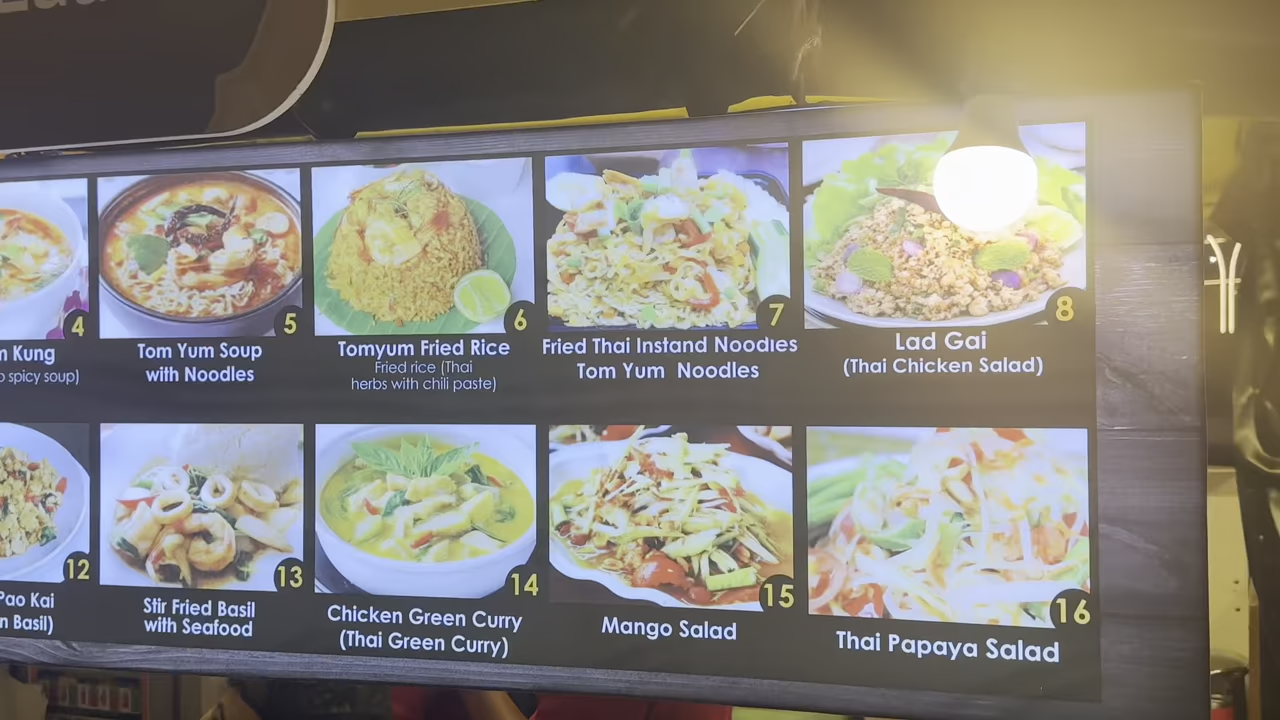 4
5
6
7
8
m Kung
spicy soup)
Tom Yum Soup
with Noodles
Tomyum Fried Rice
Fried rice (Thai
herbs with chili paste)
Fried Thai Instand Noodles
Tom Yum Noodles
Lad Gai
(Thai Chicken Salad)
12
13
14
15
16
Pao Kai
n Basil)
Stir Fried Basil
with Seafood
Chicken Green Curry
(Thai Green Curry)
Mango Salad
Thai Papaya Salad